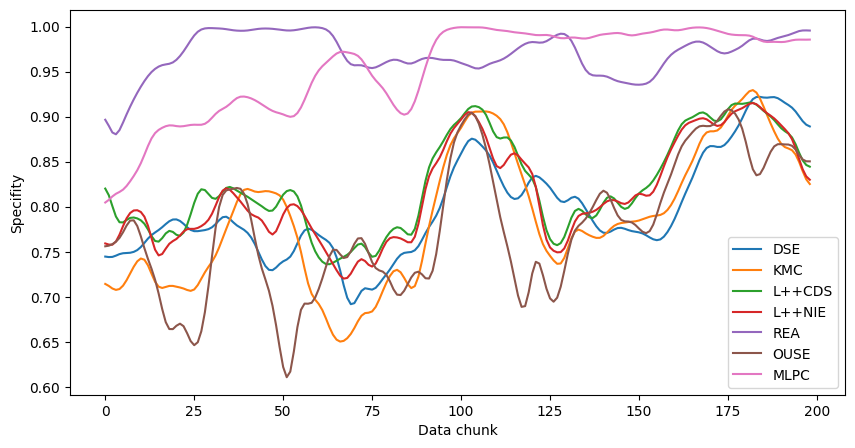 1.00
0.95
0.90
0.85
0.80
0.75
0.70
0.65
0.60
Specifity
0
25
50
75
100
125
150
175
200
Data chunk
DSE
KMC
L++CDS
L++NIE
REA
OUSE
MLPC